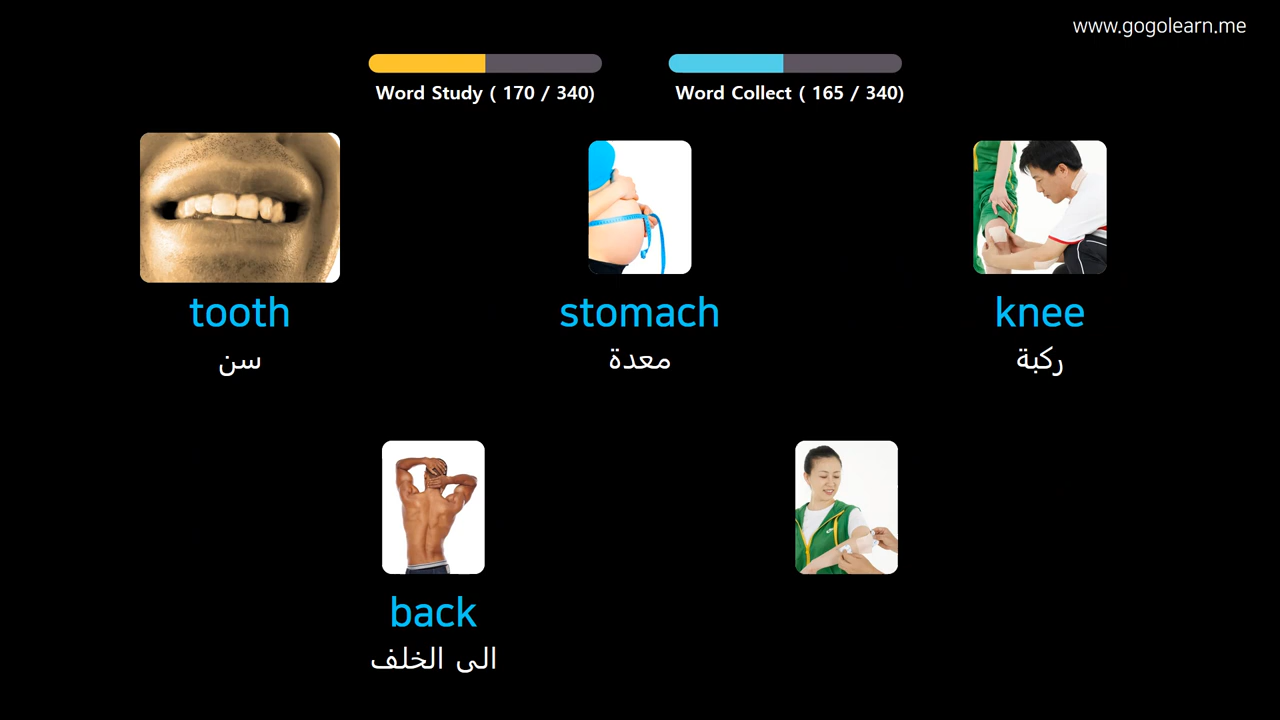 www.gogolearn.me
Word Study ( 170 / 340)
Word Collect ( 165 / 340)
tooth
سن
stomach
معدة
knee
ركبة
back
الى الخلف